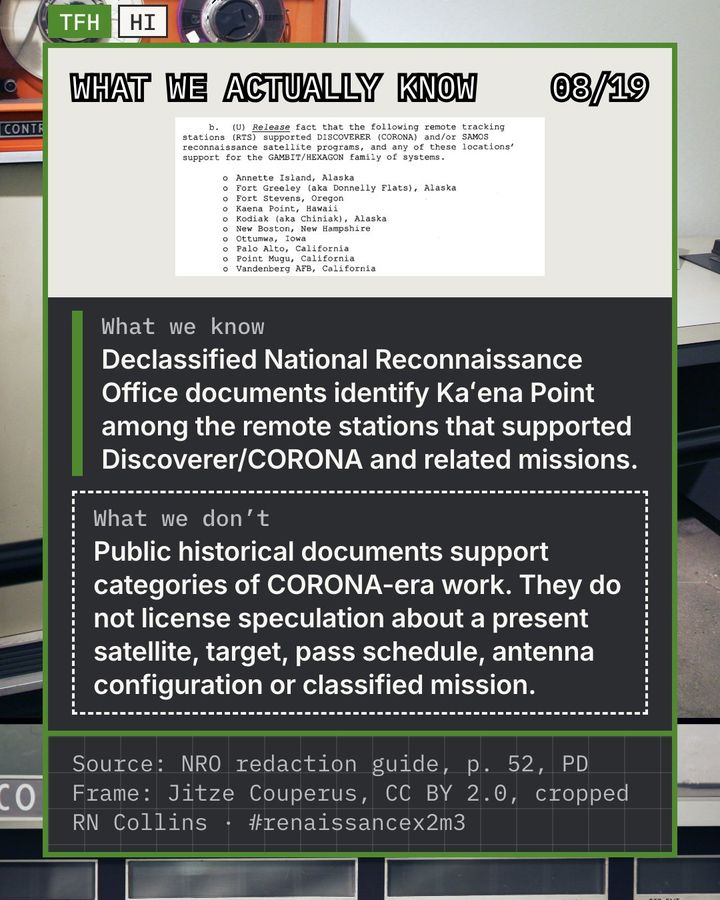 TFH HI
CONTR
WHAT WE ACTUALLY KNOW 08/19
b. (U) Release fact that the following remote tracking
stations (RTS) supported DISCOVERER (CORONA) and/or SAMOS
reconnaissance satellite programs, and any of these locations'
support for the GAMBIT/HEXAGON family of systems.
o Annette Island, Alaska
o Fort Greeley (aka Donnelly Flats), Alaska
o Fort Stevens, Oregon
o Kaena Point, Hawaii
o Kodiak (aka Chiniak), Alaska
o New Boston, New Hampshire
o Ottumwa, Iowa
o Palo Alto, California
o Point Mugu, California
o Vandenberg AFB, California
What we know
Declassified National Reconnaissance
Office documents identify Kaʻena Point
among the remote stations that supported
Discoverer/CORONA and related missions.
What we don’t
Public historical documents support
categories of CORONA-era work. They do
not license speculation about a present
satellite, target, pass schedule, antenna
configuration or classified mission.
Source: NRO redaction guide, p. 52, PD
Frame: Jitze Couperus, CC BY 2.0, cropped
CO
RN Collins · #renaissancex2m3